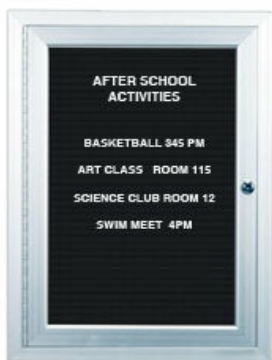 AFTER SCHOOL
ACTIVITIES
BASKETBALL 345 PM
ART CLASS ROOM 115
SCIENCE CLUB ROOM 12
SWIM MEET 4PM